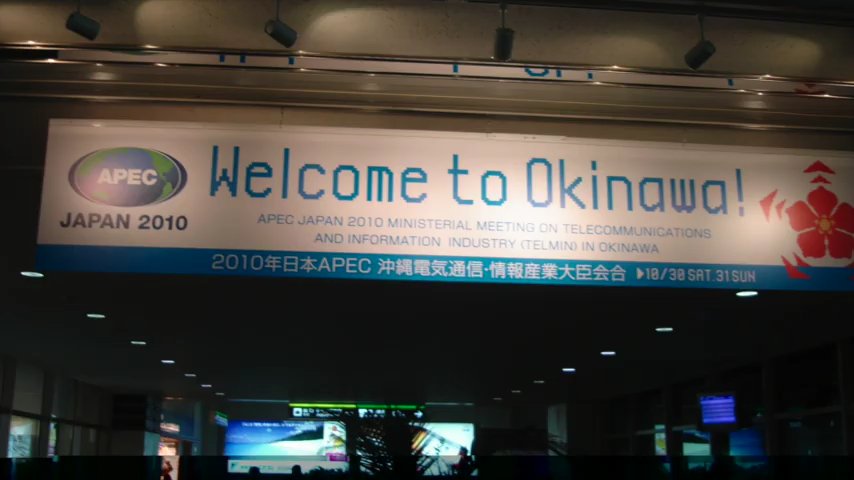 APEC
JAPAN 2010
Welcome to Okinawa!
APEC JAPAN 2010 MINISTERIAL MEETING ON TELECOMMUNICATIONS
AND INFORMATION INDUSTRY (TELMIN) IN OKINAWA
2010年日本APEC 沖縄電気通信・情報産業大臣会合 ▶10/30 SAT. 31 SUN